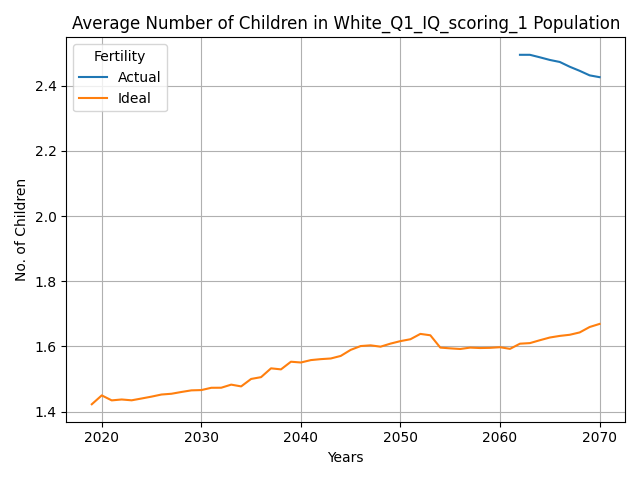 Average Number of Children in White_Q1_IQ_scoring_1 Population
Fertility
Actual
Ideal
No. of Children
2.4
2.2
2.0
1.8
1.6
1.4
2020
2030
2040
2050
2060
2070
Years